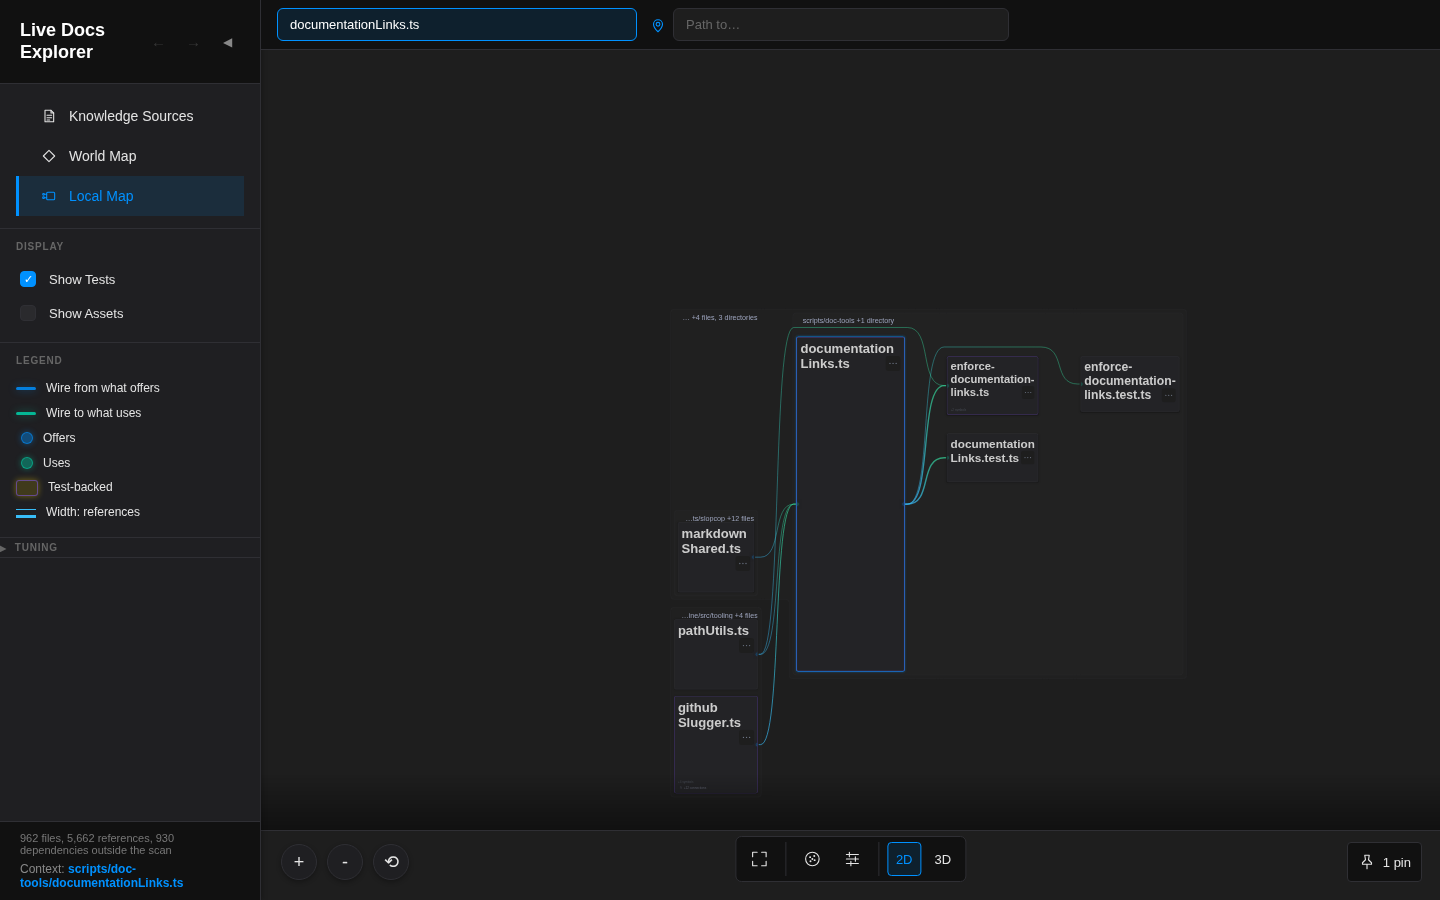 Live Docs
Explorer
Knowledge Sources
World Map
Local Map
DISPLAY
Show Tests
Show Assets
LEGEND
Wire from what offers
Wire to what uses
Offers
Uses
Test-backed
Width: references
TUNING
962 files, 5,662 references, 930
dependencies outside the scan
Context: scripts/doc-
tools/documentationLinks.ts
documentationLinks.ts
Path to…
… +4 files, 3 directories
scripts/doc-tools +1 directory
documentation
Links.ts
enforce-
documentation-
links.ts
enforce-
documentation-
links.test.ts
documentation
Links.test.ts
…ts/slopcop +12 files
markdown
Shared.ts
…ine/src/tooling +4 files
pathUtils.ts
github
Slugger.ts
+
-
2D
3D
1 pin